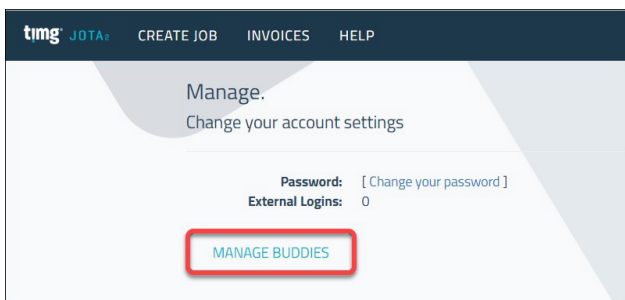 timg JOTA2 CREATE JOB INVOICES HELP
Manage.
Change your account settings
Password: [ Change your password ]
External Logins: 0
MANAGE BUDDIES